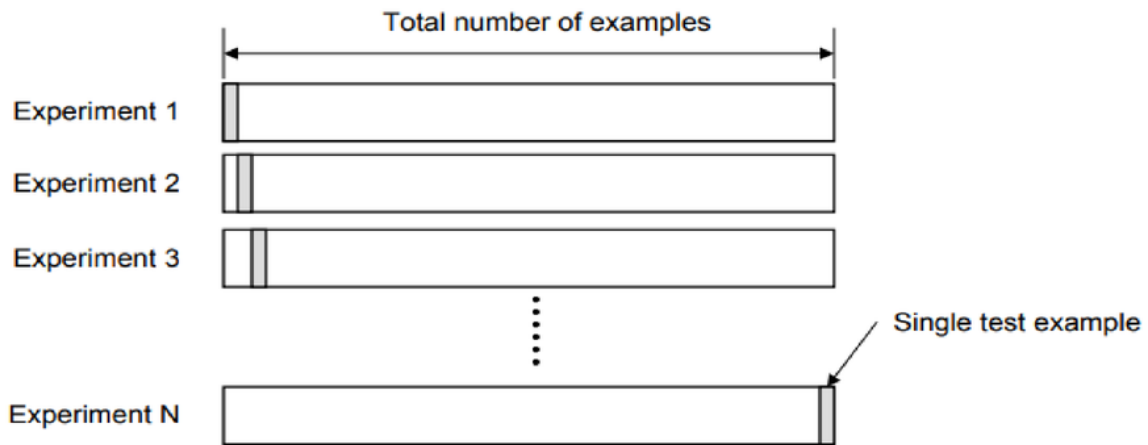 Total number of examples
Experiment 1
Experiment 2
Experiment 3
Single test example
Experiment N